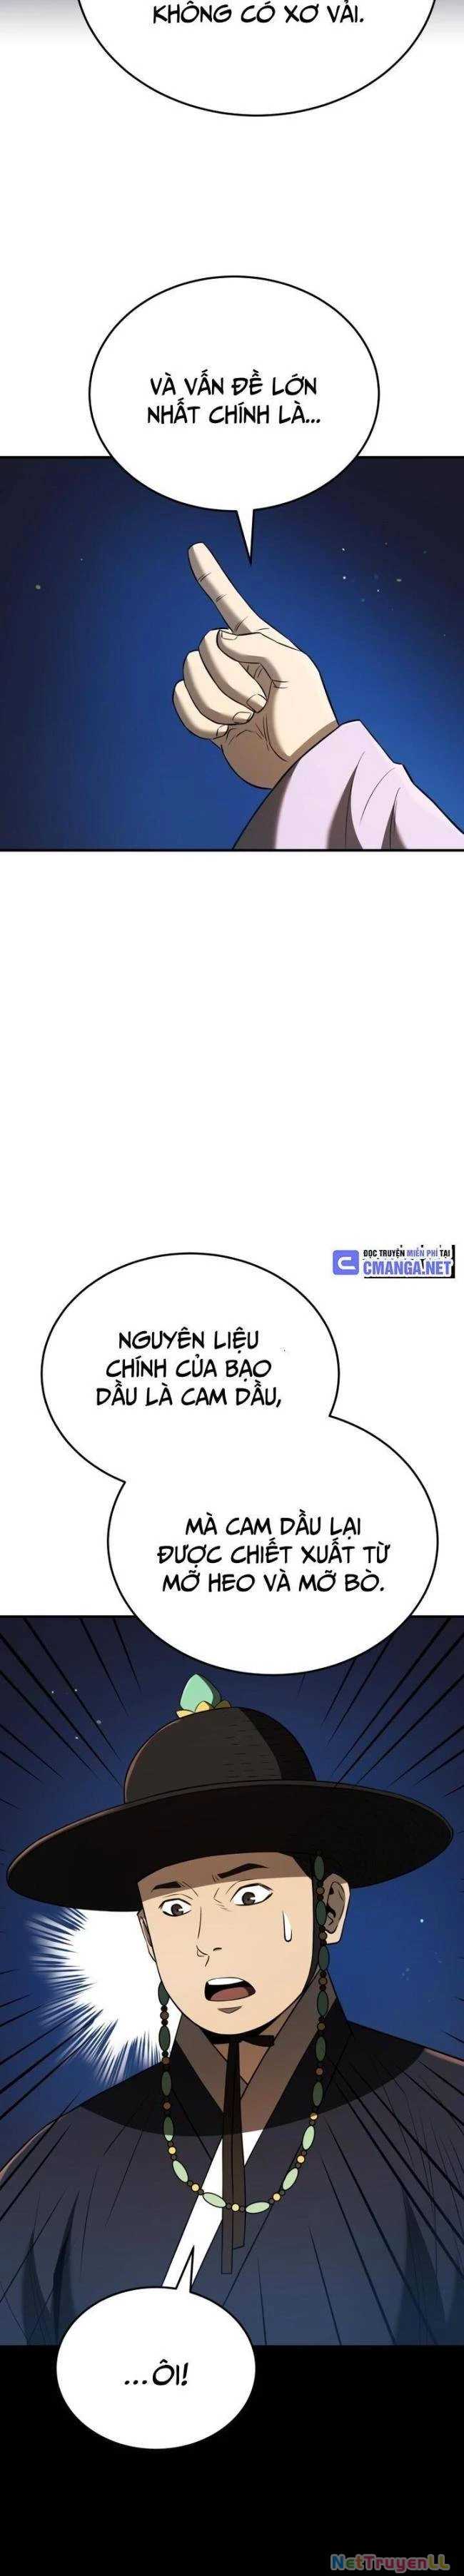 KHÔNG CÓ XƠ VẢI.
VÀ VẤN ĐỀ LỚN
NHẤT CHÍNH LÀ...
ĐỌC TRUYỆN MIỄN PHÍ TẠI
CMANGA.NET
NGUYÊN LIỆU
CHÍNH CỦA BẠO
DẦU LÀ CAM DẦU,
MÀ CAM DẦU LẠI
ĐƯỢC CHIẾT XUẤT TỪ
MỠ HEO VÀ MỠ BÒ.
...ÔI!
NetTruyenLL